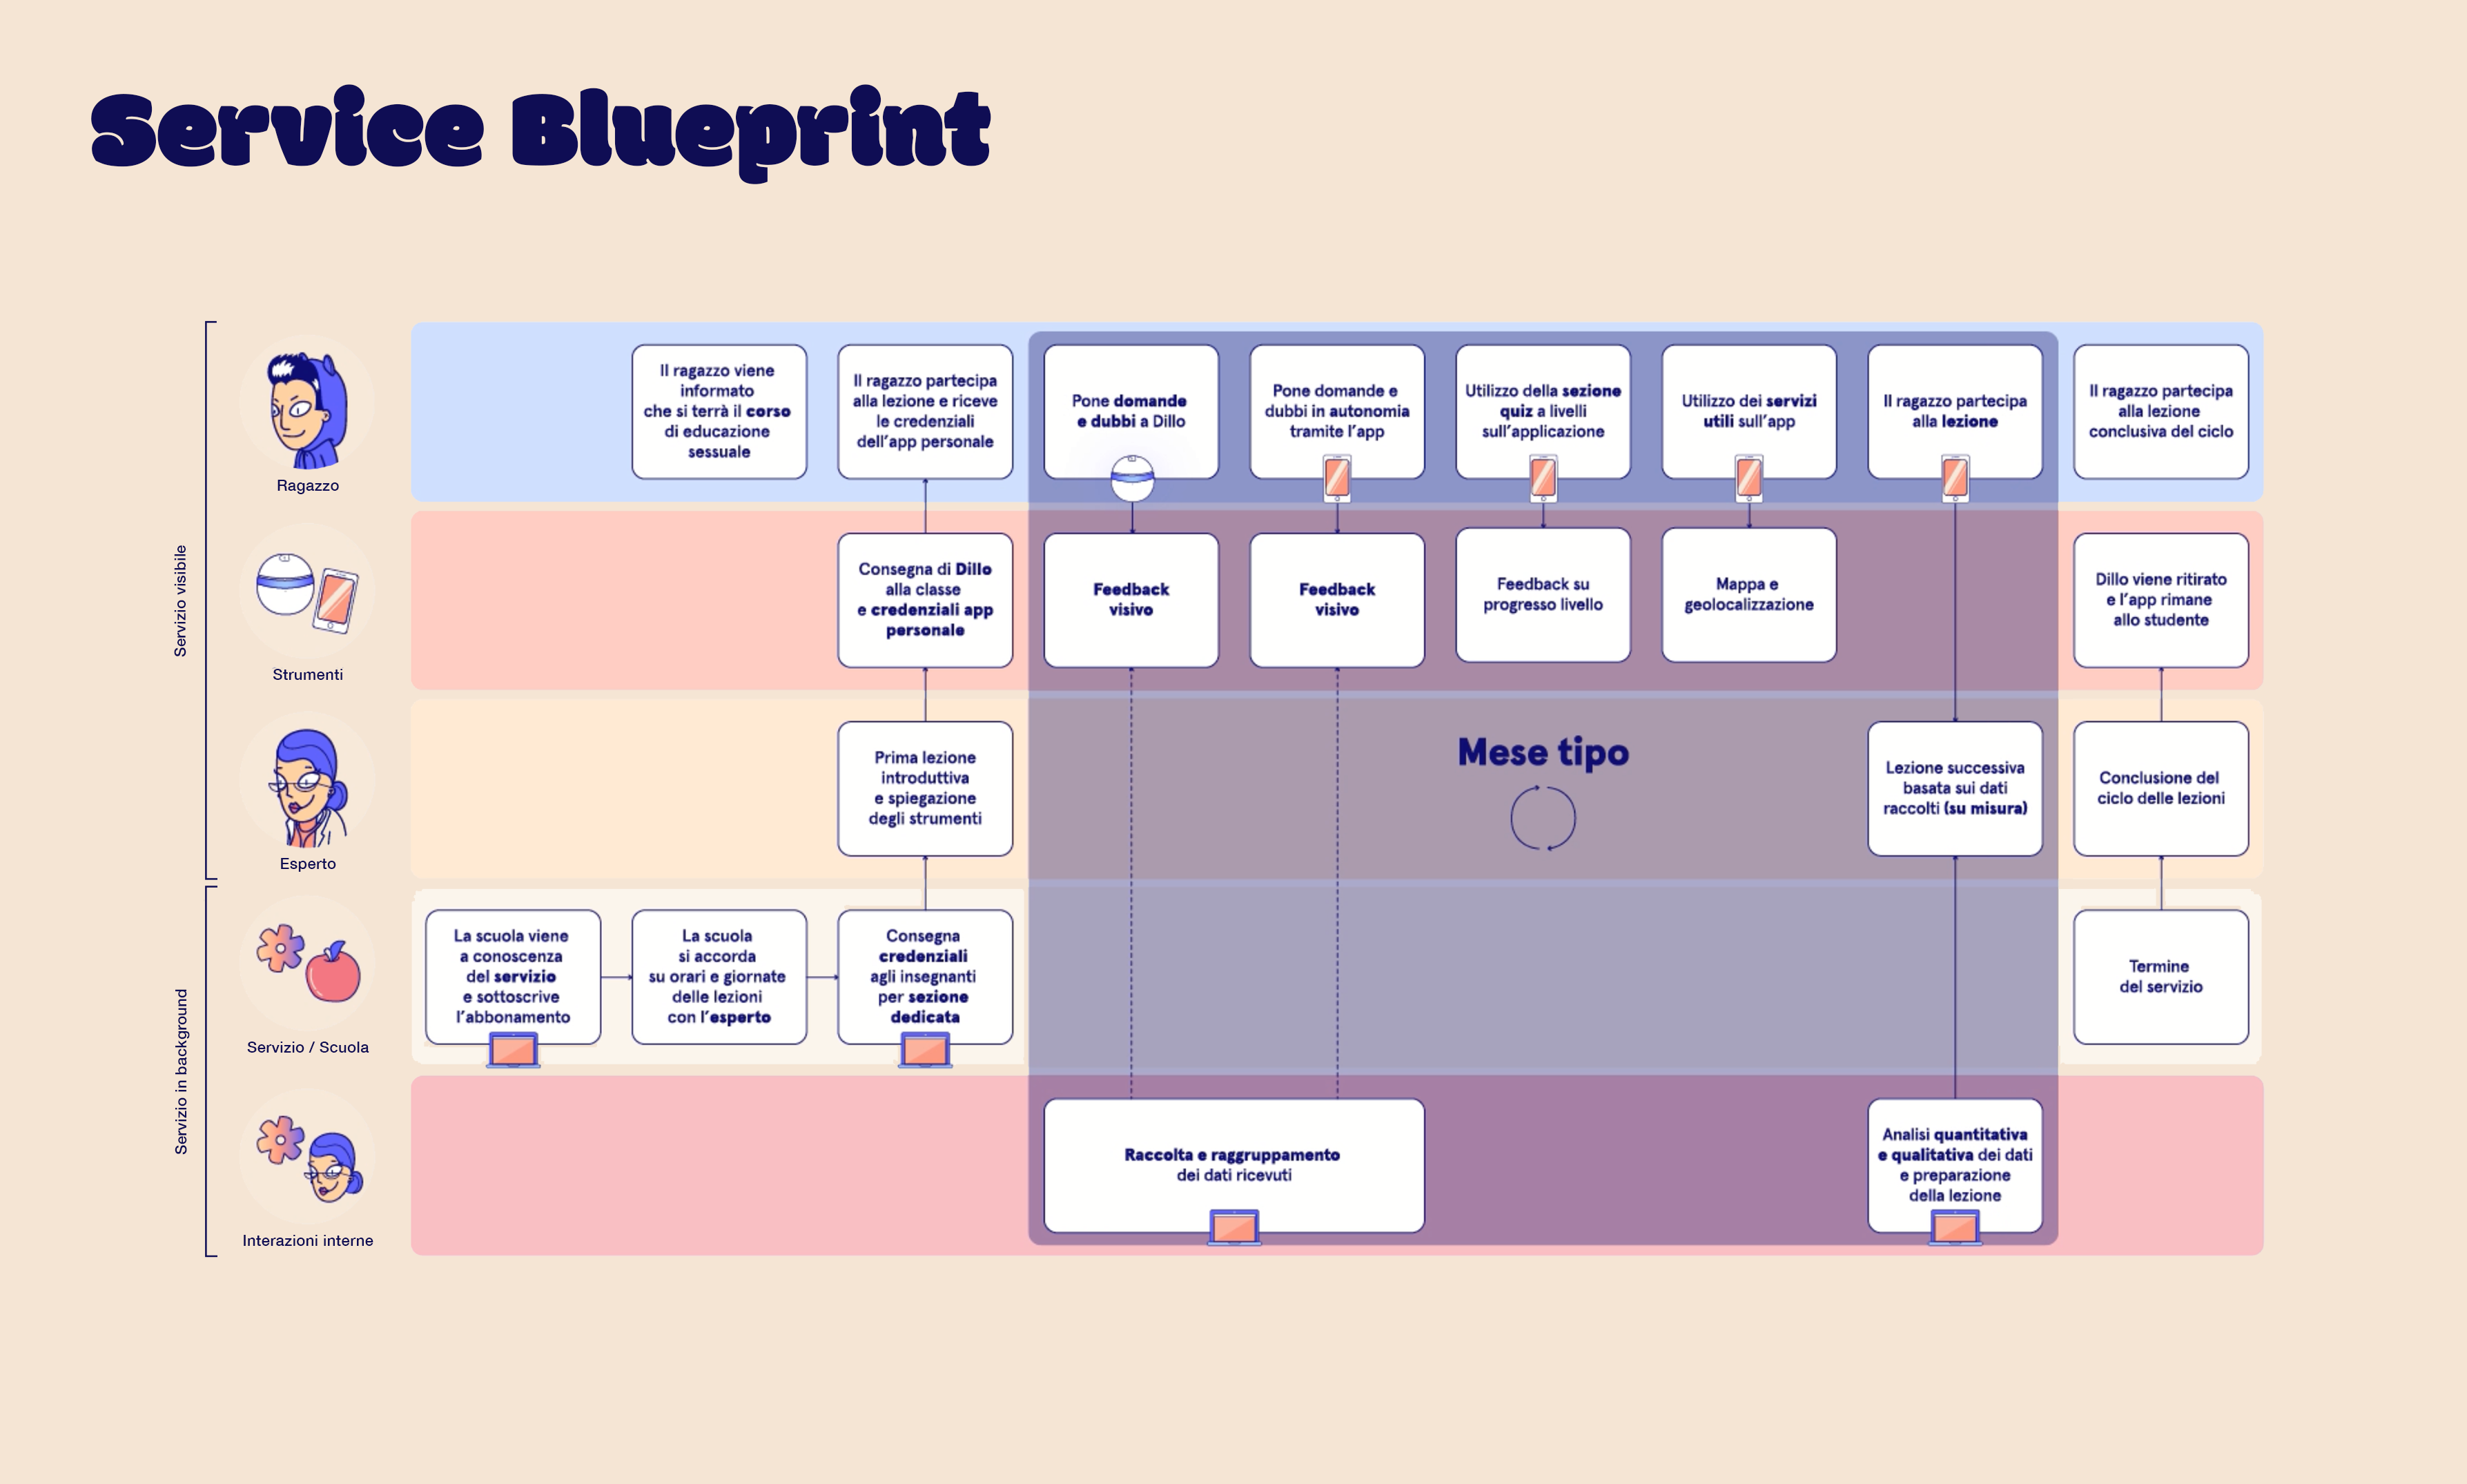 Service Blueprint
Servizio visibile
Ragazzo
Il ragazzo viene
informato
che si terrà il corso
di educazione
sessuale
Il ragazzo partecipa
alla lezione e riceve
le credenziali
dell'app personale
Pone domande
e dubbi a Dillo
Pone domande e
dubbi in autonomia
tramite l'app
Utilizzo della sezione
quiz a livelli
sull'applicazione
Utilizzo dei servizi
utili sull'app
Il ragazzo partecipa
alla lezione
Il ragazzo partecipa
alla lezione
conclusiva del ciclo
Strumenti
Consegna di Dillo
alla classe
e credenziali app
personale
Feedback
visivo
Feedback
visivo
Feedback su
progresso livello
Mappa e
geolocalizzazione
Dillo viene ritirato
e l'app rimane
allo studente
Esperto
Prima lezione
introduttiva
e spiegazione
degli strumenti
Mese tipo
Lezione successiva
basata sui dati
raccolti (su misura)
Conclusione del
ciclo delle lezioni
Servizio in background
Servizio / Scuola
La scuola viene
a conoscenza
del servizio
e sottoscrive
l'abbonamento
La scuola
si accorda
su orari e giornate
delle lezioni
con l'esperto
Consegna
credenziali
agli insegnanti
per sezione
dedicata
Termine
del servizio
Interazioni interne
Raccolta e raggruppamento
dei dati ricevuti
Analisi quantitativa
e qualitativa dei dati
e preparazione
della lezione